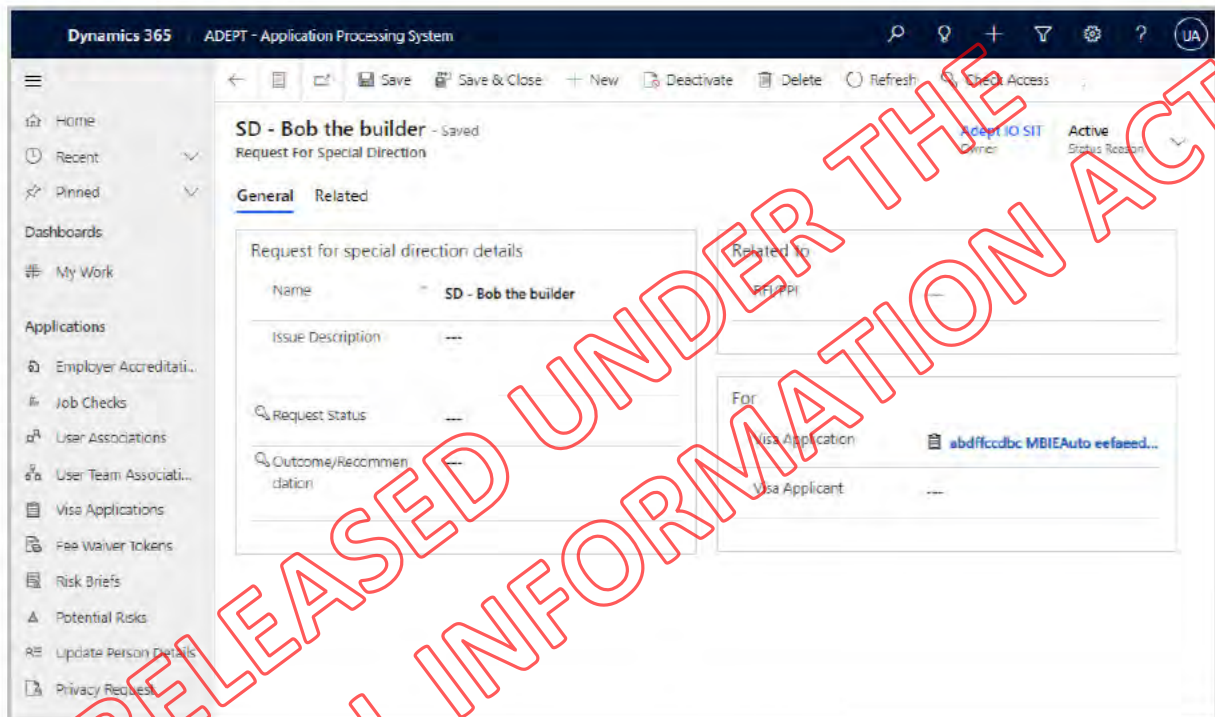 Dynamics 365 ADEPT - Application Processing System ? UA
Save Save & Close New Deactivate Delete Refresh Check Access
Home
Recent
Pinned
Dashboards
My Work
Applications
Employer Accreditati...
Job Checks
User Associations
User Team Associati...
Visa Applications
Fee Waiver Tokens
Risk Briefs
Potential Risks
Update Person Details
Privacy Request
SD - Bob the builder - Saved
Request For Special Direction
Adept IO SIT
Owner
Active
Status Reason
General Related
Request for special direction details
Name * SD - Bob the builder
Issue Description ---
Request Status ---
Outcome/Recommen
dation ---
Related to
RFI/PPI ---
For
Visa Application abdffccdbc MBIEAuto eefaeed...
Visa Applicant ---
RELEASED UNDER THE
INFORMATION ACT